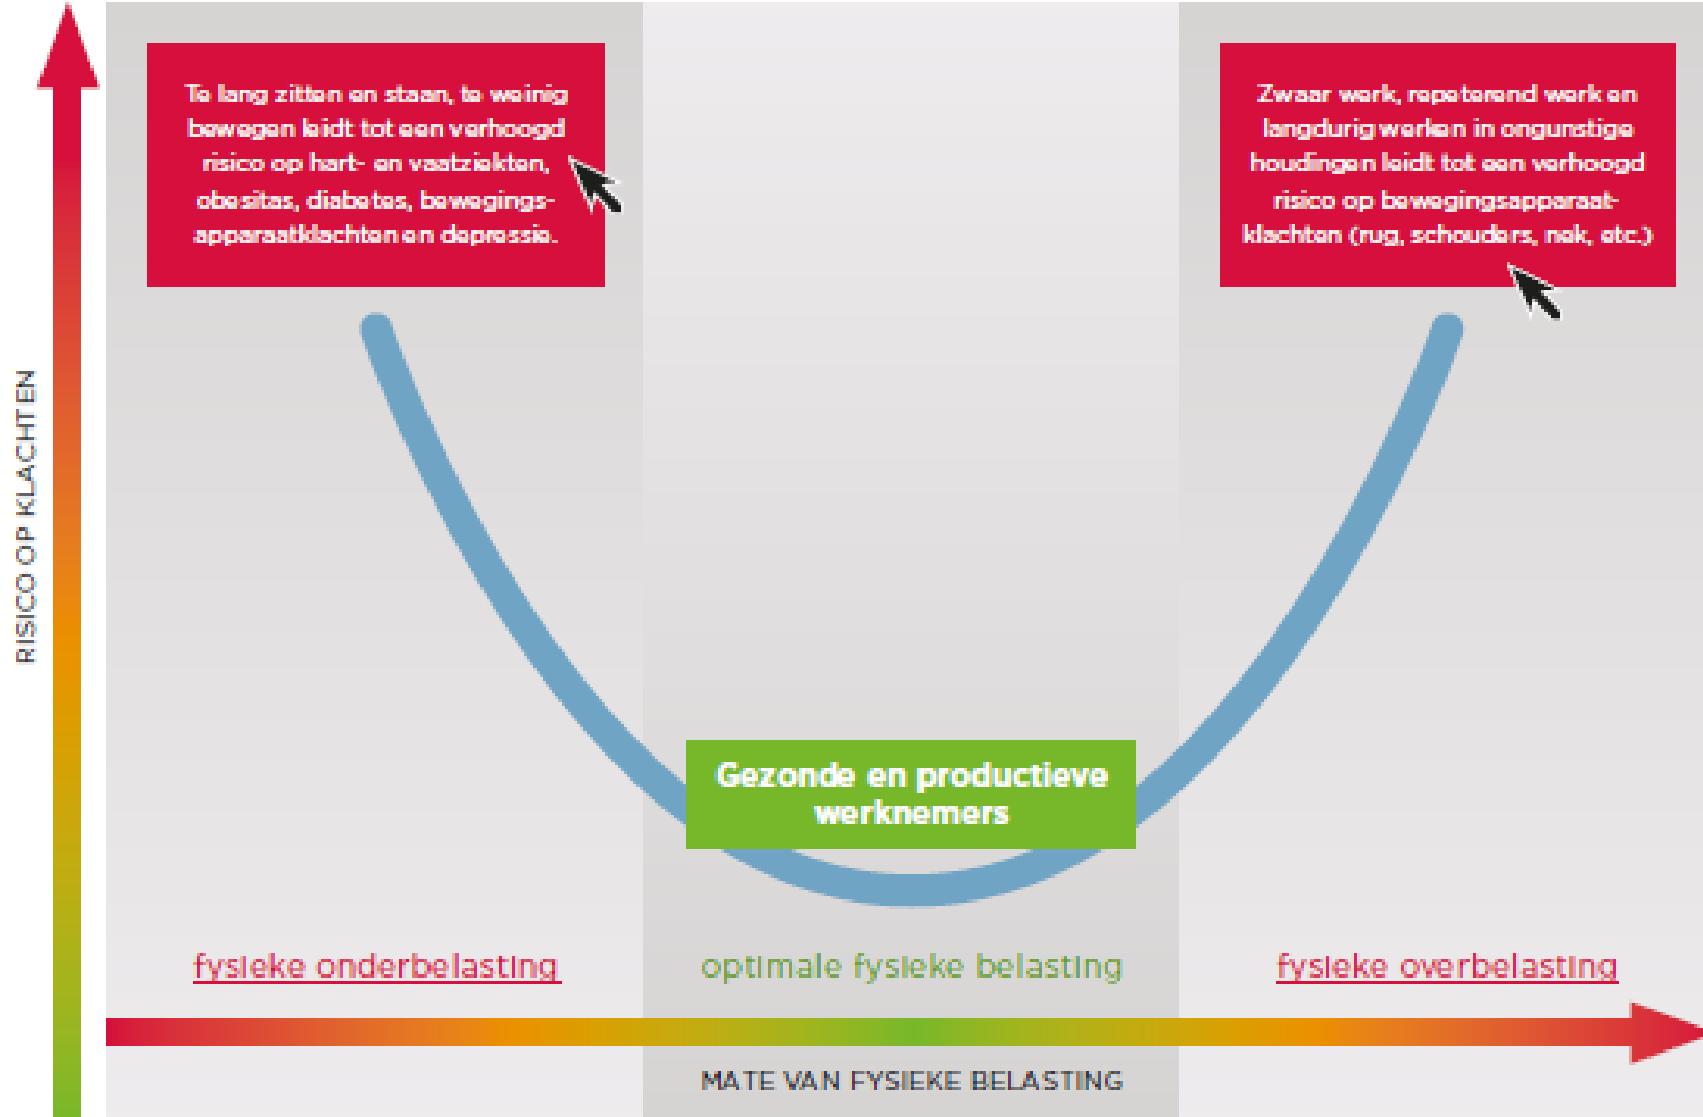 Te lang zitten en staan, te weinig
bewegen leidt tot een verhoogd
risico op hart- en vaatziekten,
obesitas, diabetes, bewegings-
apparaatklachten en depressie.
Zwaar werk, repeterend werk en
langdurig werken in ongunstige
houdingen leidt tot een verhoogd
risico op bewegingsapparaat-
klachten (rug, schouders, nek, etc.)
RISICO OP KLACHTEN
Gezonde en productieve
werknemers
fysieke onderbelasting
optimale fysieke belasting
fysieke overbelasting
MATE VAN FYSIEKE BELASTING